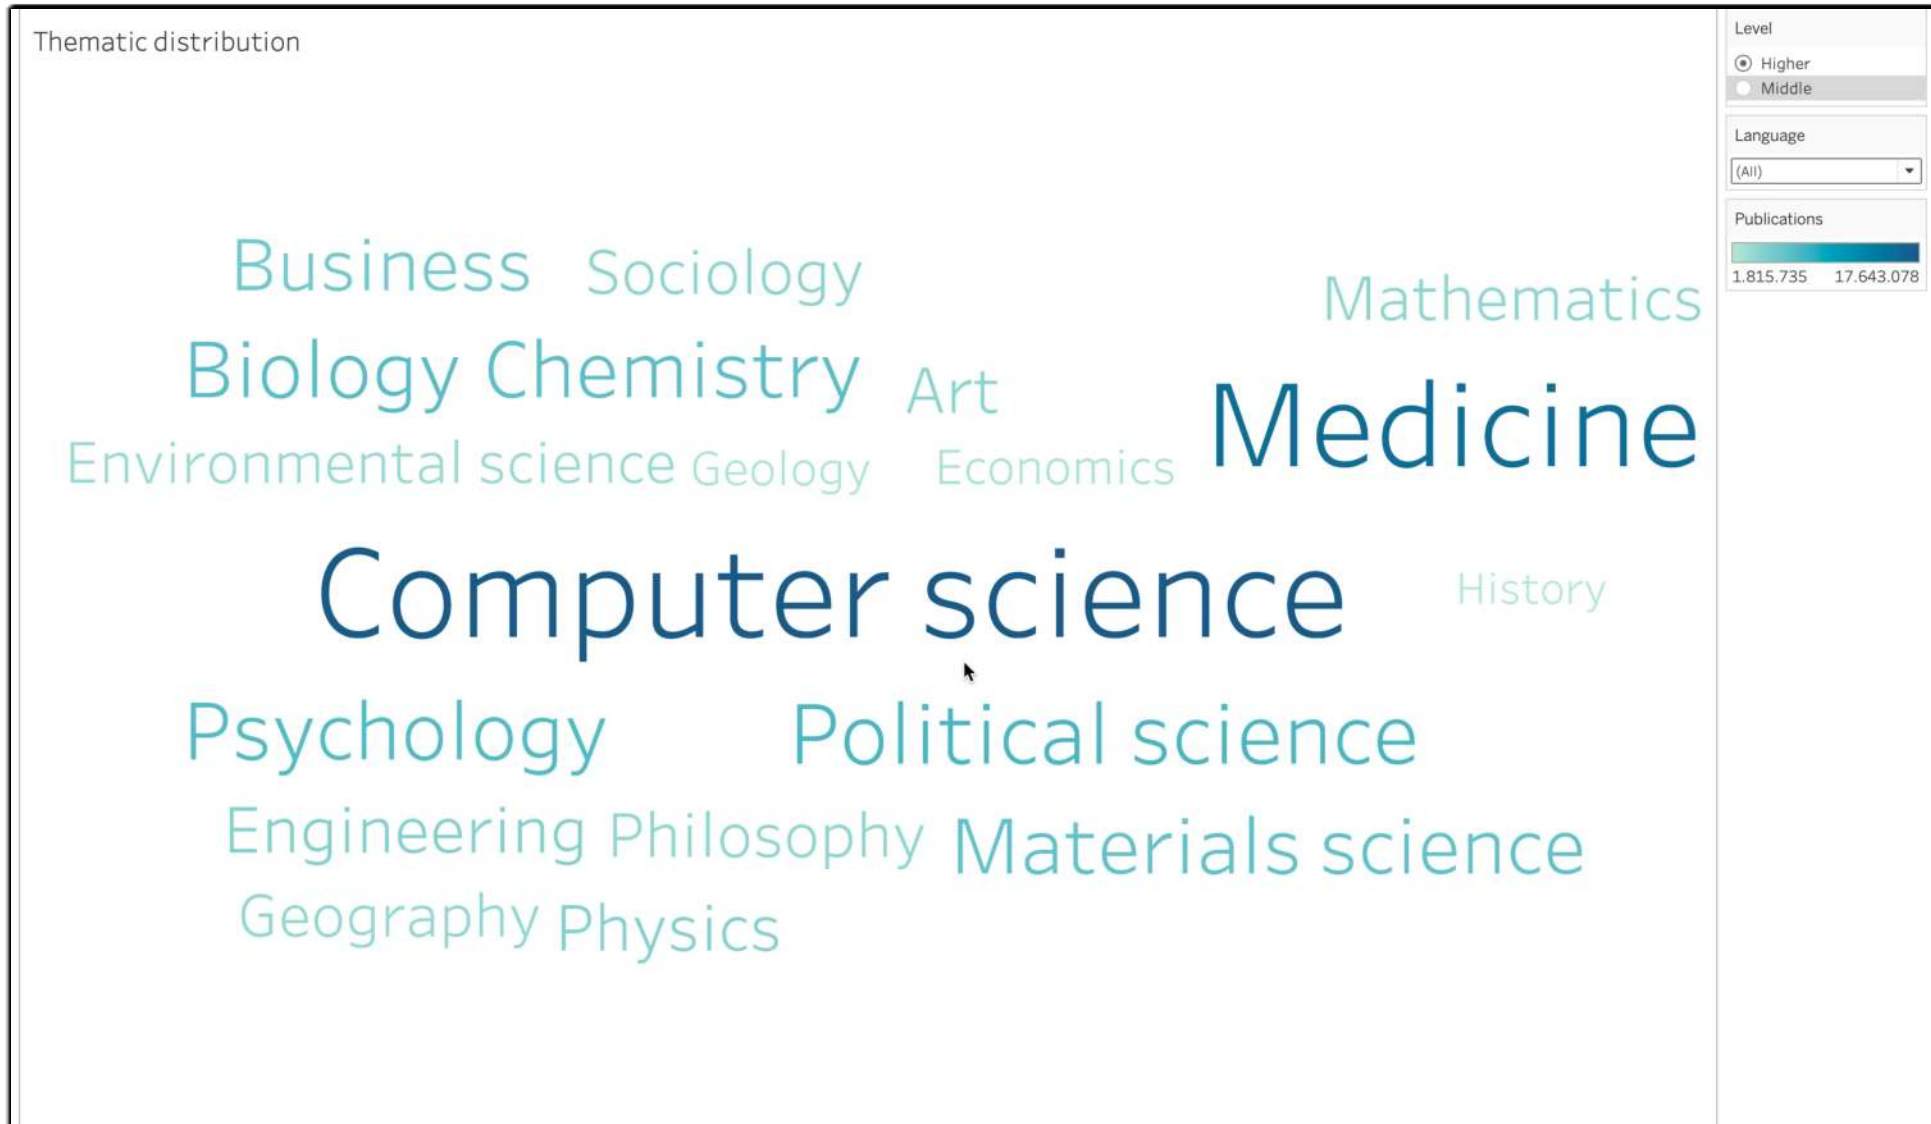 Thematic distribution
Business Sociology
Mathematics
Biology Chemistry Art
Medicine
Environmental science Geology Economics
Computer science
History
Psychology Political science
Engineering Philosophy Materials science
Geography Physics
Level
Higher
Middle
Language
(All)
Publications
1.815.735 17.643.078